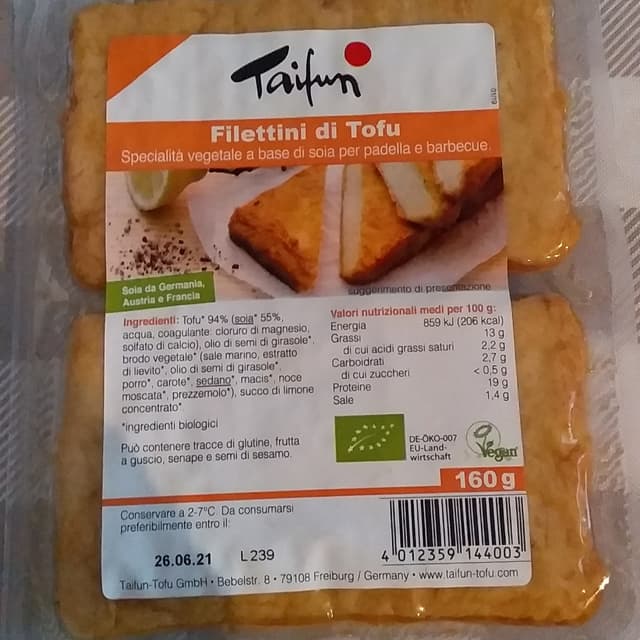 Taifun
Filettini di Tofu
Specialità vegetale a base di soia per padella e barbecue
Soia da Germania,
Austria e Francia
suggerimento di presentazione
Ingredienti: Tofu* 94% (soia* 55%,
acqua, coagulante: cloruro di magnesio,
solfato di calcio), olio di semi di girasole*,
brodo vegetale* (sale marino, estratto
di lievito*, olio di semi di girasole*,
porro*, carote*, sedano*, macis*, noce
moscata*, prezzemolo*), succo di limone
concentrato*
*ingredienti biologici
Può contenere tracce di glutine, frutta
a guscio, senape e semi di sesamo.
Valori nutrizionali medi per 100 g:
Energia 859 kJ (206 kcal)
Grassi 13 g
di cui acidi grassi saturi 2,2 g
Carboidrati 2,7 g
di cui zuccheri < 0,5 g
Proteine 19 g
Sale 1,4 g
DE-ÖKO-007
EU-Land-
wirtschaft
Vegan
160 g
Conservare a 2-7°C Da consumarsi
preferibilmente entro il:
26.06.21 L239
4 012359 144003
Taifun-Tofu GmbH • Bebelstr. 8 • 79108 Freiburg / Germany • www.taifun-tofu.com